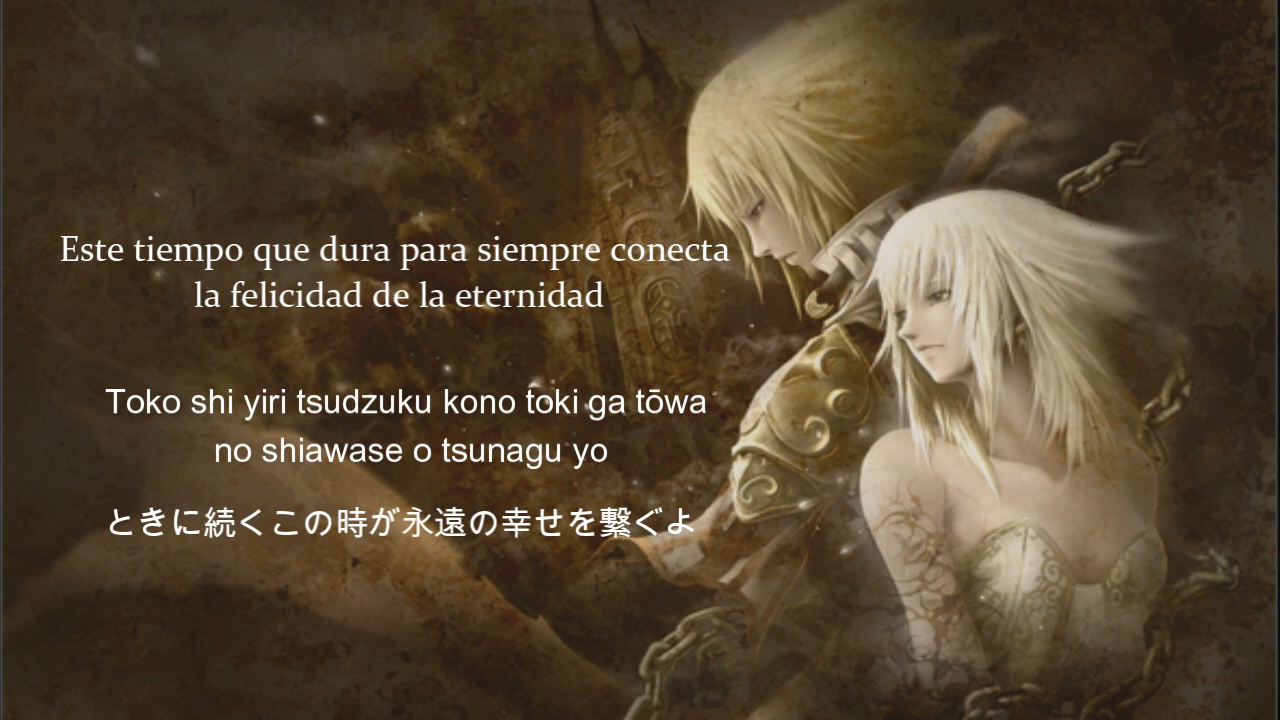 Este tiempo que dura para siempre conecta
la felicidad de la eternidad
Toko shi yiri tsudzuku kono toki ga tōwa
no shiawase o tsunagu yo
ときに続くこの時が永遠の幸せを繋ぐよ